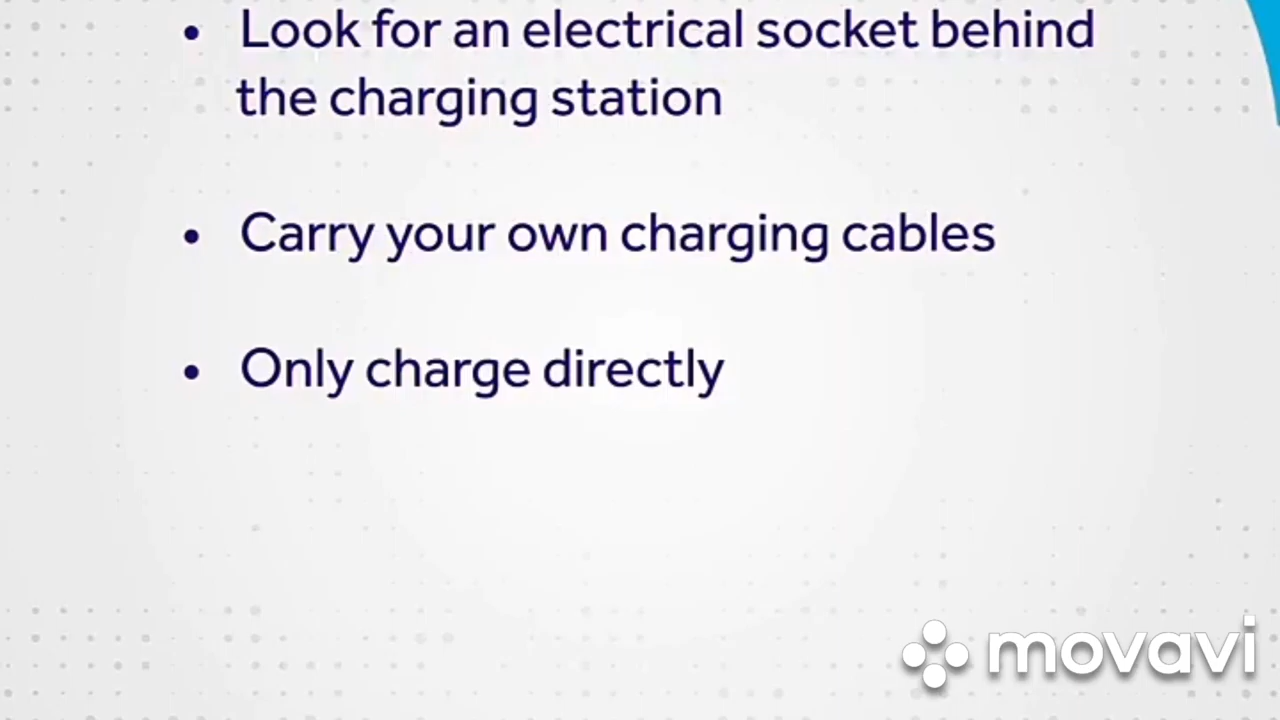 • Look for an electrical socket behind
the charging station
• Carry your own charging cables
• Only charge directly
movavi